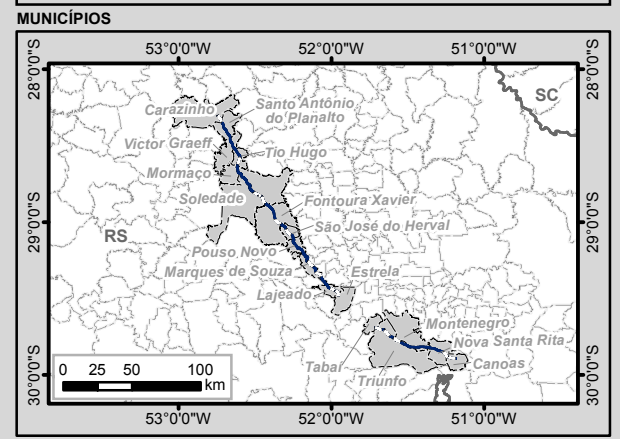 MUNICÍPIOS
53°0'0"W 52°0'0"W 51°0'0"W
28°0'0"S
28°0'0"S
SC
Carazinho
Santo Antônio
do Planalto
Victor Graeff
Tio Hugo
Mormaço
Soledade
Fontoura Xavier
29°0'0"S
RS
São José do Herval
29°0'0"S
Pouso Novo
Marques de Souza
Estrela
Lajeado
Montenegro
Nova Santa Rita
Tabaí
Canoas
Triunfo
0 25 50 100
km
30°0'0"S
30°0'0"S
53°0'0"W 52°0'0"W 51°0'0"W